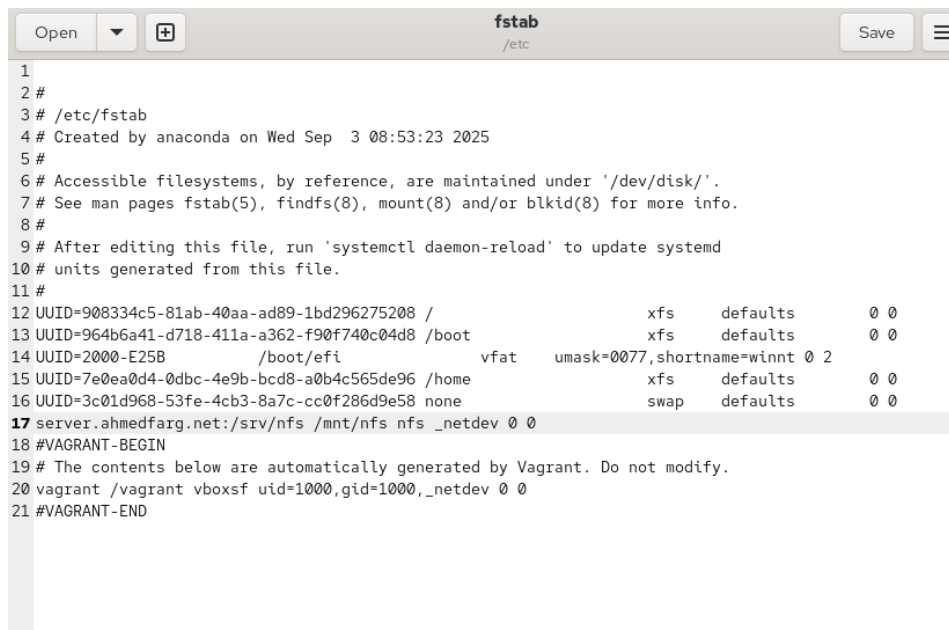 Open
fstab
/etc
Save
1
2 #
3 # /etc/fstab
4 # Created by anaconda on Wed Sep  3 08:53:23 2025
5 #
6 # Accessible filesystems, by reference, are maintained under '/dev/disk/'.
7 # See man pages fstab(5), findfs(8), mount(8) and/or blkid(8) for more info.
8 #
9 # After editing this file, run 'systemctl daemon-reload' to update systemd
10 # units generated from this file.
11 #
12 UUID=908334c5-81ab-40aa-ad89-1bd296275208 /                       xfs     defaults        0 0
13 UUID=964b6a41-d718-411a-a362-f90f740c04d8 /boot                   xfs     defaults        0 0
14 UUID=2000-E25B          /boot/efi               vfat    umask=0077,shortname=winnt 0 2
15 UUID=7e0ea0d4-0dbc-4e9b-bcd8-a0b4c565de96 /home                   xfs     defaults        0 0
16 UUID=3c01d968-53fe-4cb3-8a7c-cc0f286d9e58 none                    swap    defaults        0 0
17 server.ahmedfarg.net:/srv/nfs /mnt/nfs nfs _netdev 0 0
18 #VAGRANT-BEGIN
19 # The contents below are automatically generated by Vagrant. Do not modify.
20 vagrant /vagrant vboxsf uid=1000,gid=1000,_netdev 0 0
21 #VAGRANT-END